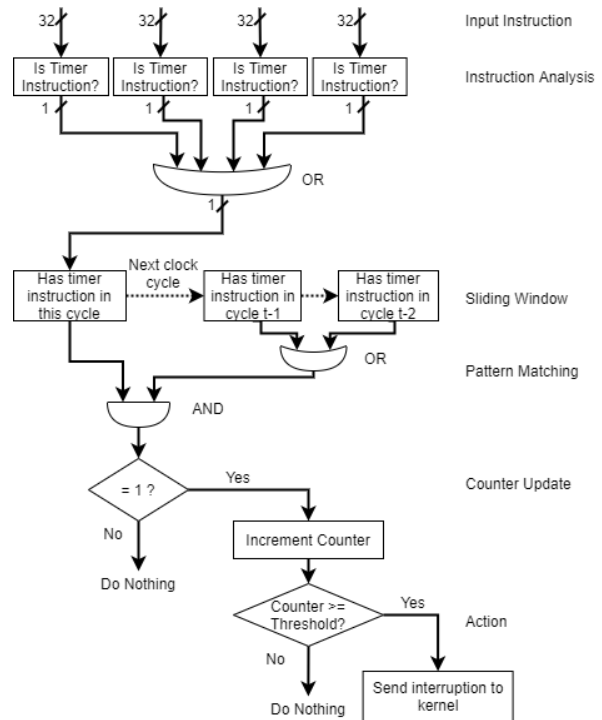 32 32 32 32 Input Instruction
Is Timer Is Timer Is Timer Is Timer
Instruction? Instruction? Instruction? Instruction? Instruction Analysis
1 1 1 1
OR
1
Next clock
cycle
Has timer
instruction in
this cycle
Has timer
instruction in
cycle t-1
Has timer
instruction in
cycle t-2
Sliding Window
OR
Pattern Matching
AND
= 1 ?
Yes
Counter Update
No
Increment Counter
Do Nothing
Counter >=
Threshold?
Yes
Action
No
Send interruption to
kernel
Do Nothing